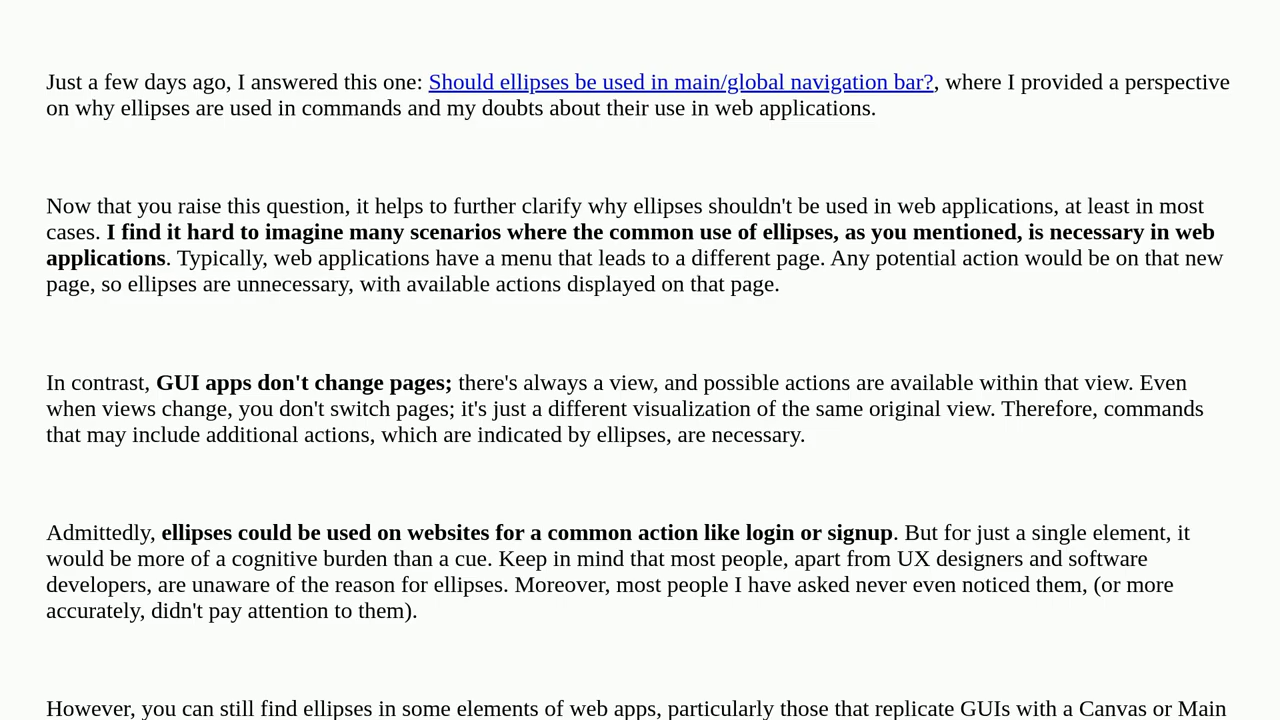 Just a few days ago, I answered this one: Should ellipses be used in main/global navigation bar?, where I provided a perspective
on why ellipses are used in commands and my doubts about their use in web applications.
Now that you raise this question, it helps to further clarify why ellipses shouldn't be used in web applications, at least in most
cases. I find it hard to imagine many scenarios where the common use of ellipses, as you mentioned, is necessary in web
applications. Typically, web applications have a menu that leads to a different page. Any potential action would be on that new
page, so ellipses are unnecessary, with available actions displayed on that page.
In contrast, GUI apps don't change pages; there's always a view, and possible actions are available within that view. Even
when views change, you don't switch pages; it's just a different visualization of the same original view. Therefore, commands
that may include additional actions, which are indicated by ellipses, are necessary.
Admittedly, ellipses could be used on websites for a common action like login or signup. But for just a single element, it
would be more of a cognitive burden than a cue. Keep in mind that most people, apart from UX designers and software
developers, are unaware of the reason for ellipses. Moreover, most people I have asked never even noticed them, (or more
accurately, didn't pay attention to them).
However, you can still find ellipses in some elements of web apps, particularly those that replicate GUIs with a Canvas or Main